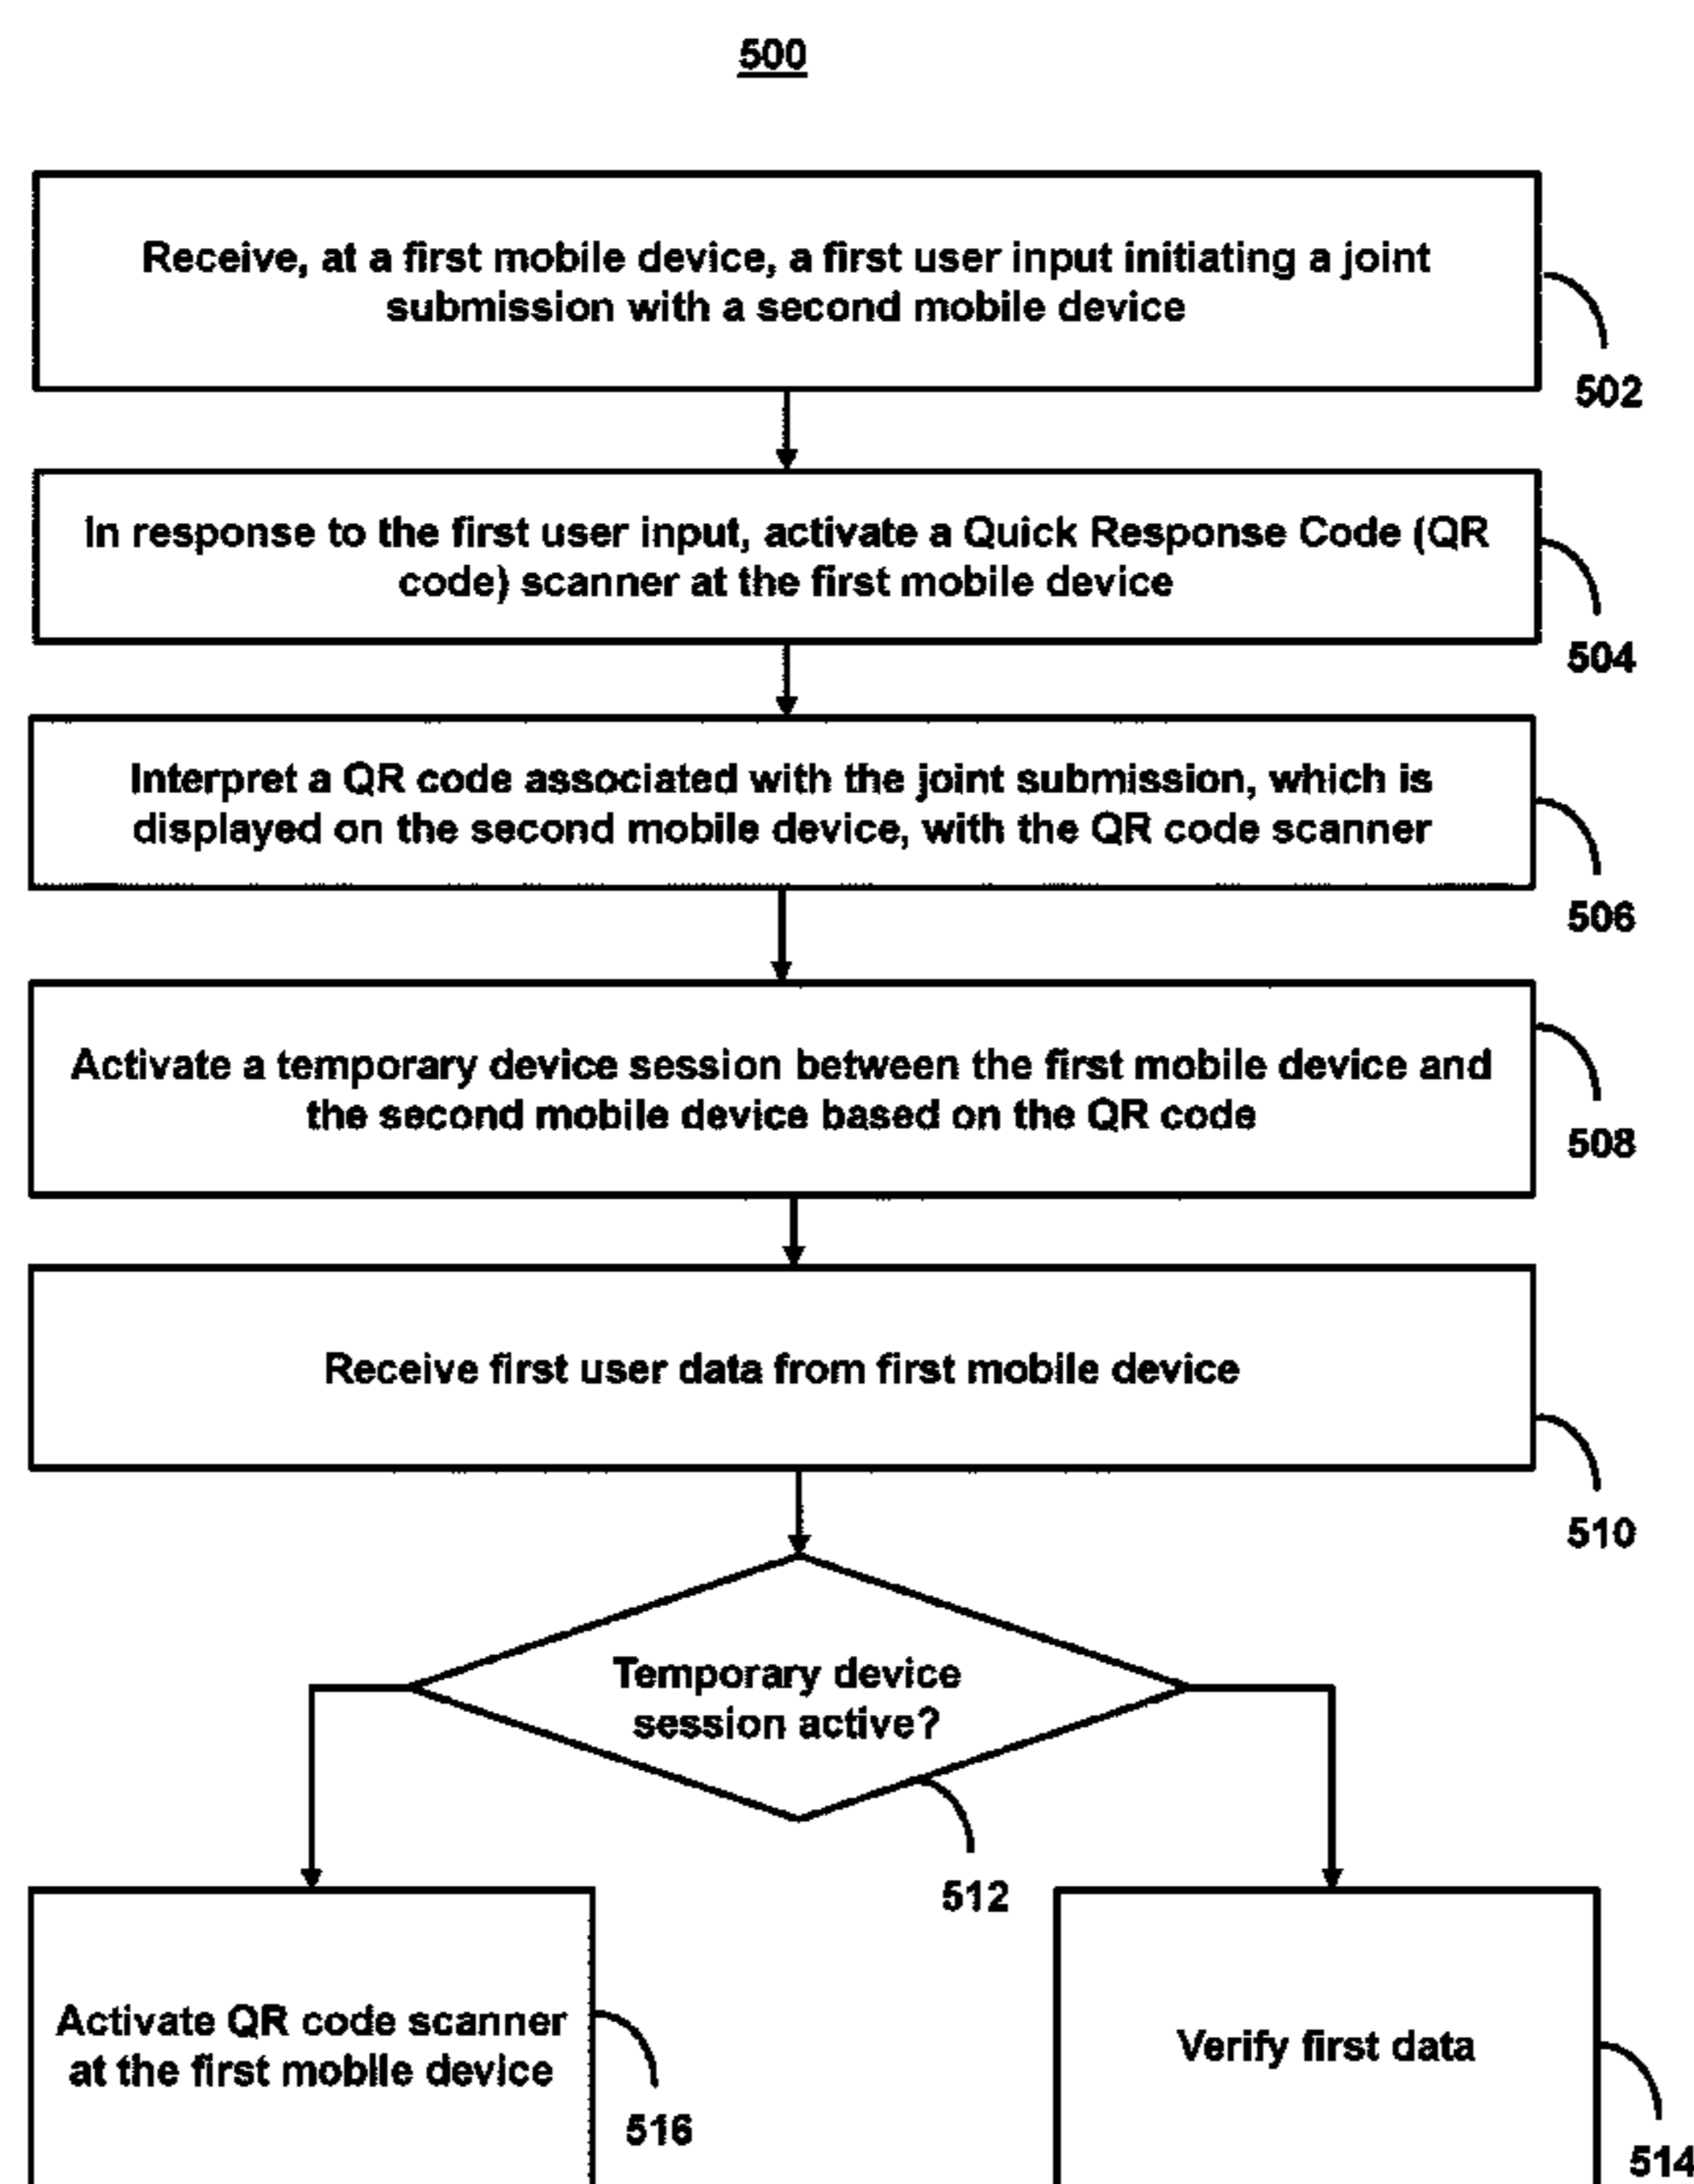 500
Receive, at a first mobile device, a first user input initiating a joint
submission with a second mobile device
502
In response to the first user input, activate a Quick Response Code (QR
code) scanner at the first mobile device
504
Interpret a QR code associated with the joint submission, which is
displayed on the second mobile device, with the QR code scanner
506
Activate a temporary device session between the first mobile device and
the second mobile device based on the QR code
508
Receive first user data from first mobile device
510
Temporary device
session active?
512
Activate QR code scanner
at the first mobile device
516
Verify first data
514